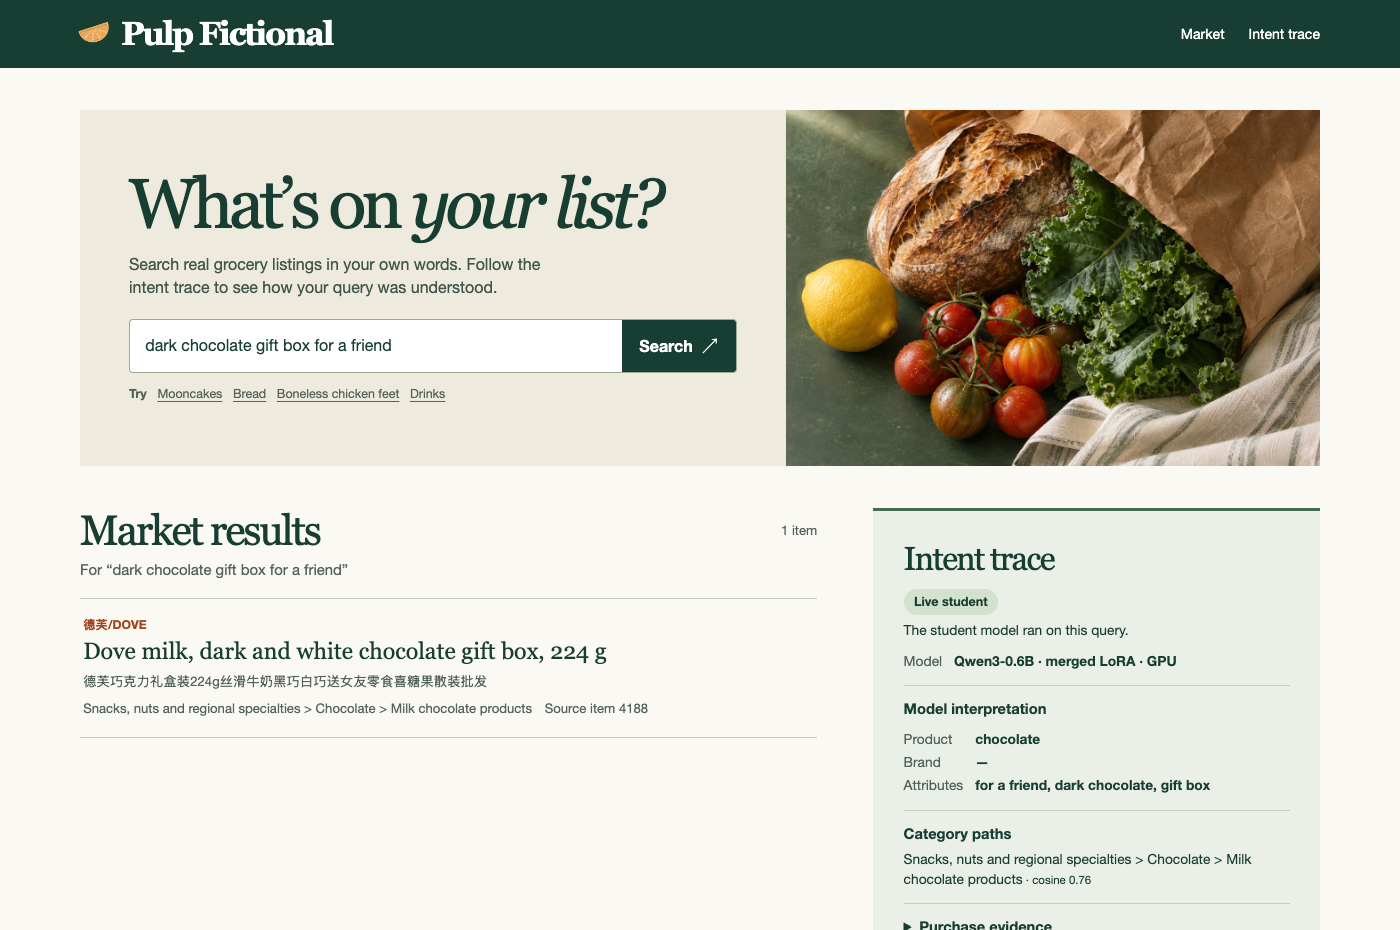 Pulp Fictional
Market
Intent trace
What's on your list?
Search real grocery listings in your own words. Follow the
intent trace to see how your query was understood.
dark chocolate gift box for a friend
Search ↗
Try Mooncakes Bread Boneless chicken feet Drinks
Market results
1 item
For “dark chocolate gift box for a friend”
德芙/DOVE
Dove milk, dark and white chocolate gift box, 224 g
德芙巧克力礼盒装224g丝滑牛奶黑巧白巧送女友零食喜糖果散装批发
Snacks, nuts and regional specialties > Chocolate > Milk chocolate products Source item 4188
Intent trace
Live student
The student model ran on this query.
Model Qwen3-0.6B · merged LoRA · GPU
Model interpretation
Product chocolate
Brand —
Attributes for a friend, dark chocolate, gift box
Category paths
Snacks, nuts and regional specialties > Chocolate > Milk
chocolate products · cosine 0.76
▶ Purchase evidence